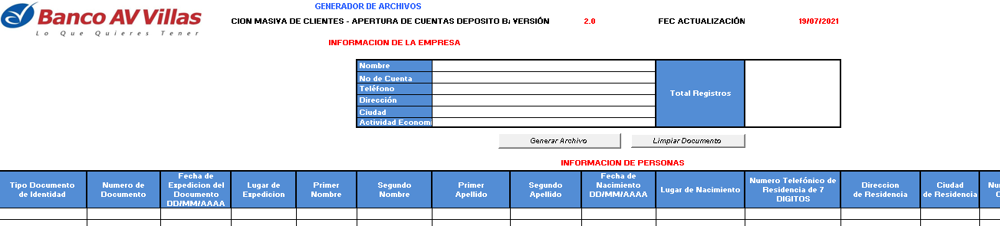 GENERADOR DE ARCHIVOS
Banco AV Villas
Lo Que Quieres Tener
CION MASIVA DE CLIENTES - APERTURA DE CUENTAS DEPOSITO BA VERSIÓN 2.0 FEC ACTUALIZACIÓN 19/07/2021
INFORMACION DE LA EMPRESA
Nombre
No de Cuenta
Teléfono
Dirección
Ciudad
Actividad Economi
Total Registros
Generar Archivo Limpiar Documento
INFORMACION DE PERSONAS
Tipo Documento
de Identidad
Numero de
Documento
Fecha de
Expedicion del
Documento
DD/MM/AAAA
Lugar de
Expedicion
Primer
Nombre
Segundo
Nombre
Primer
Apellido
Segundo
Apellido
Fecha de
Nacimiento
DD/MM/AAAA
Lugar de Nacimiento
Numero Telefónico de
Residencia de 7
DIGITOS
Direccion
de Residencia
Ciudad
de Residencia